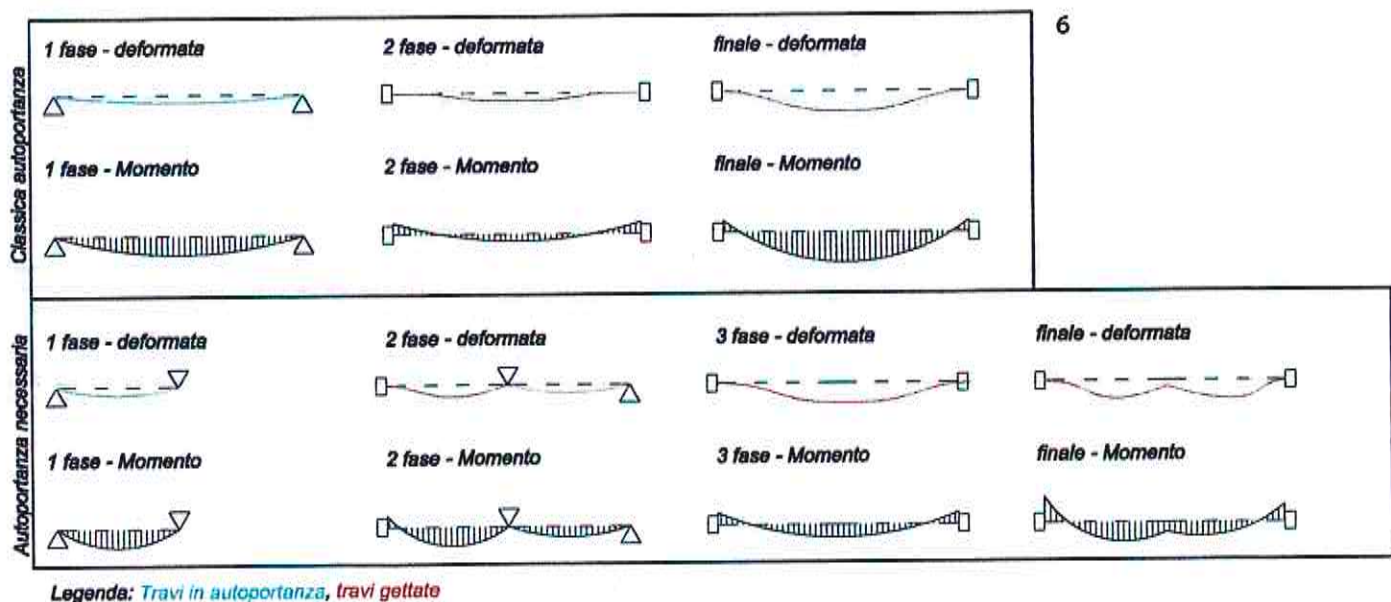 6
Classica autoportanza
1 fase - deformata
2 fase - deformata
finale - deformata
1 fase - Momento
2 fase - Momento
finale - Momento
Autoportanza necessaria
1 fase - deformata
2 fase - deformata
3 fase - deformata
finale - deformata
1 fase - Momento
2 fase - Momento
3 fase - Momento
finale - Momento
Legenda: Travi in autoportanza, travi gettate